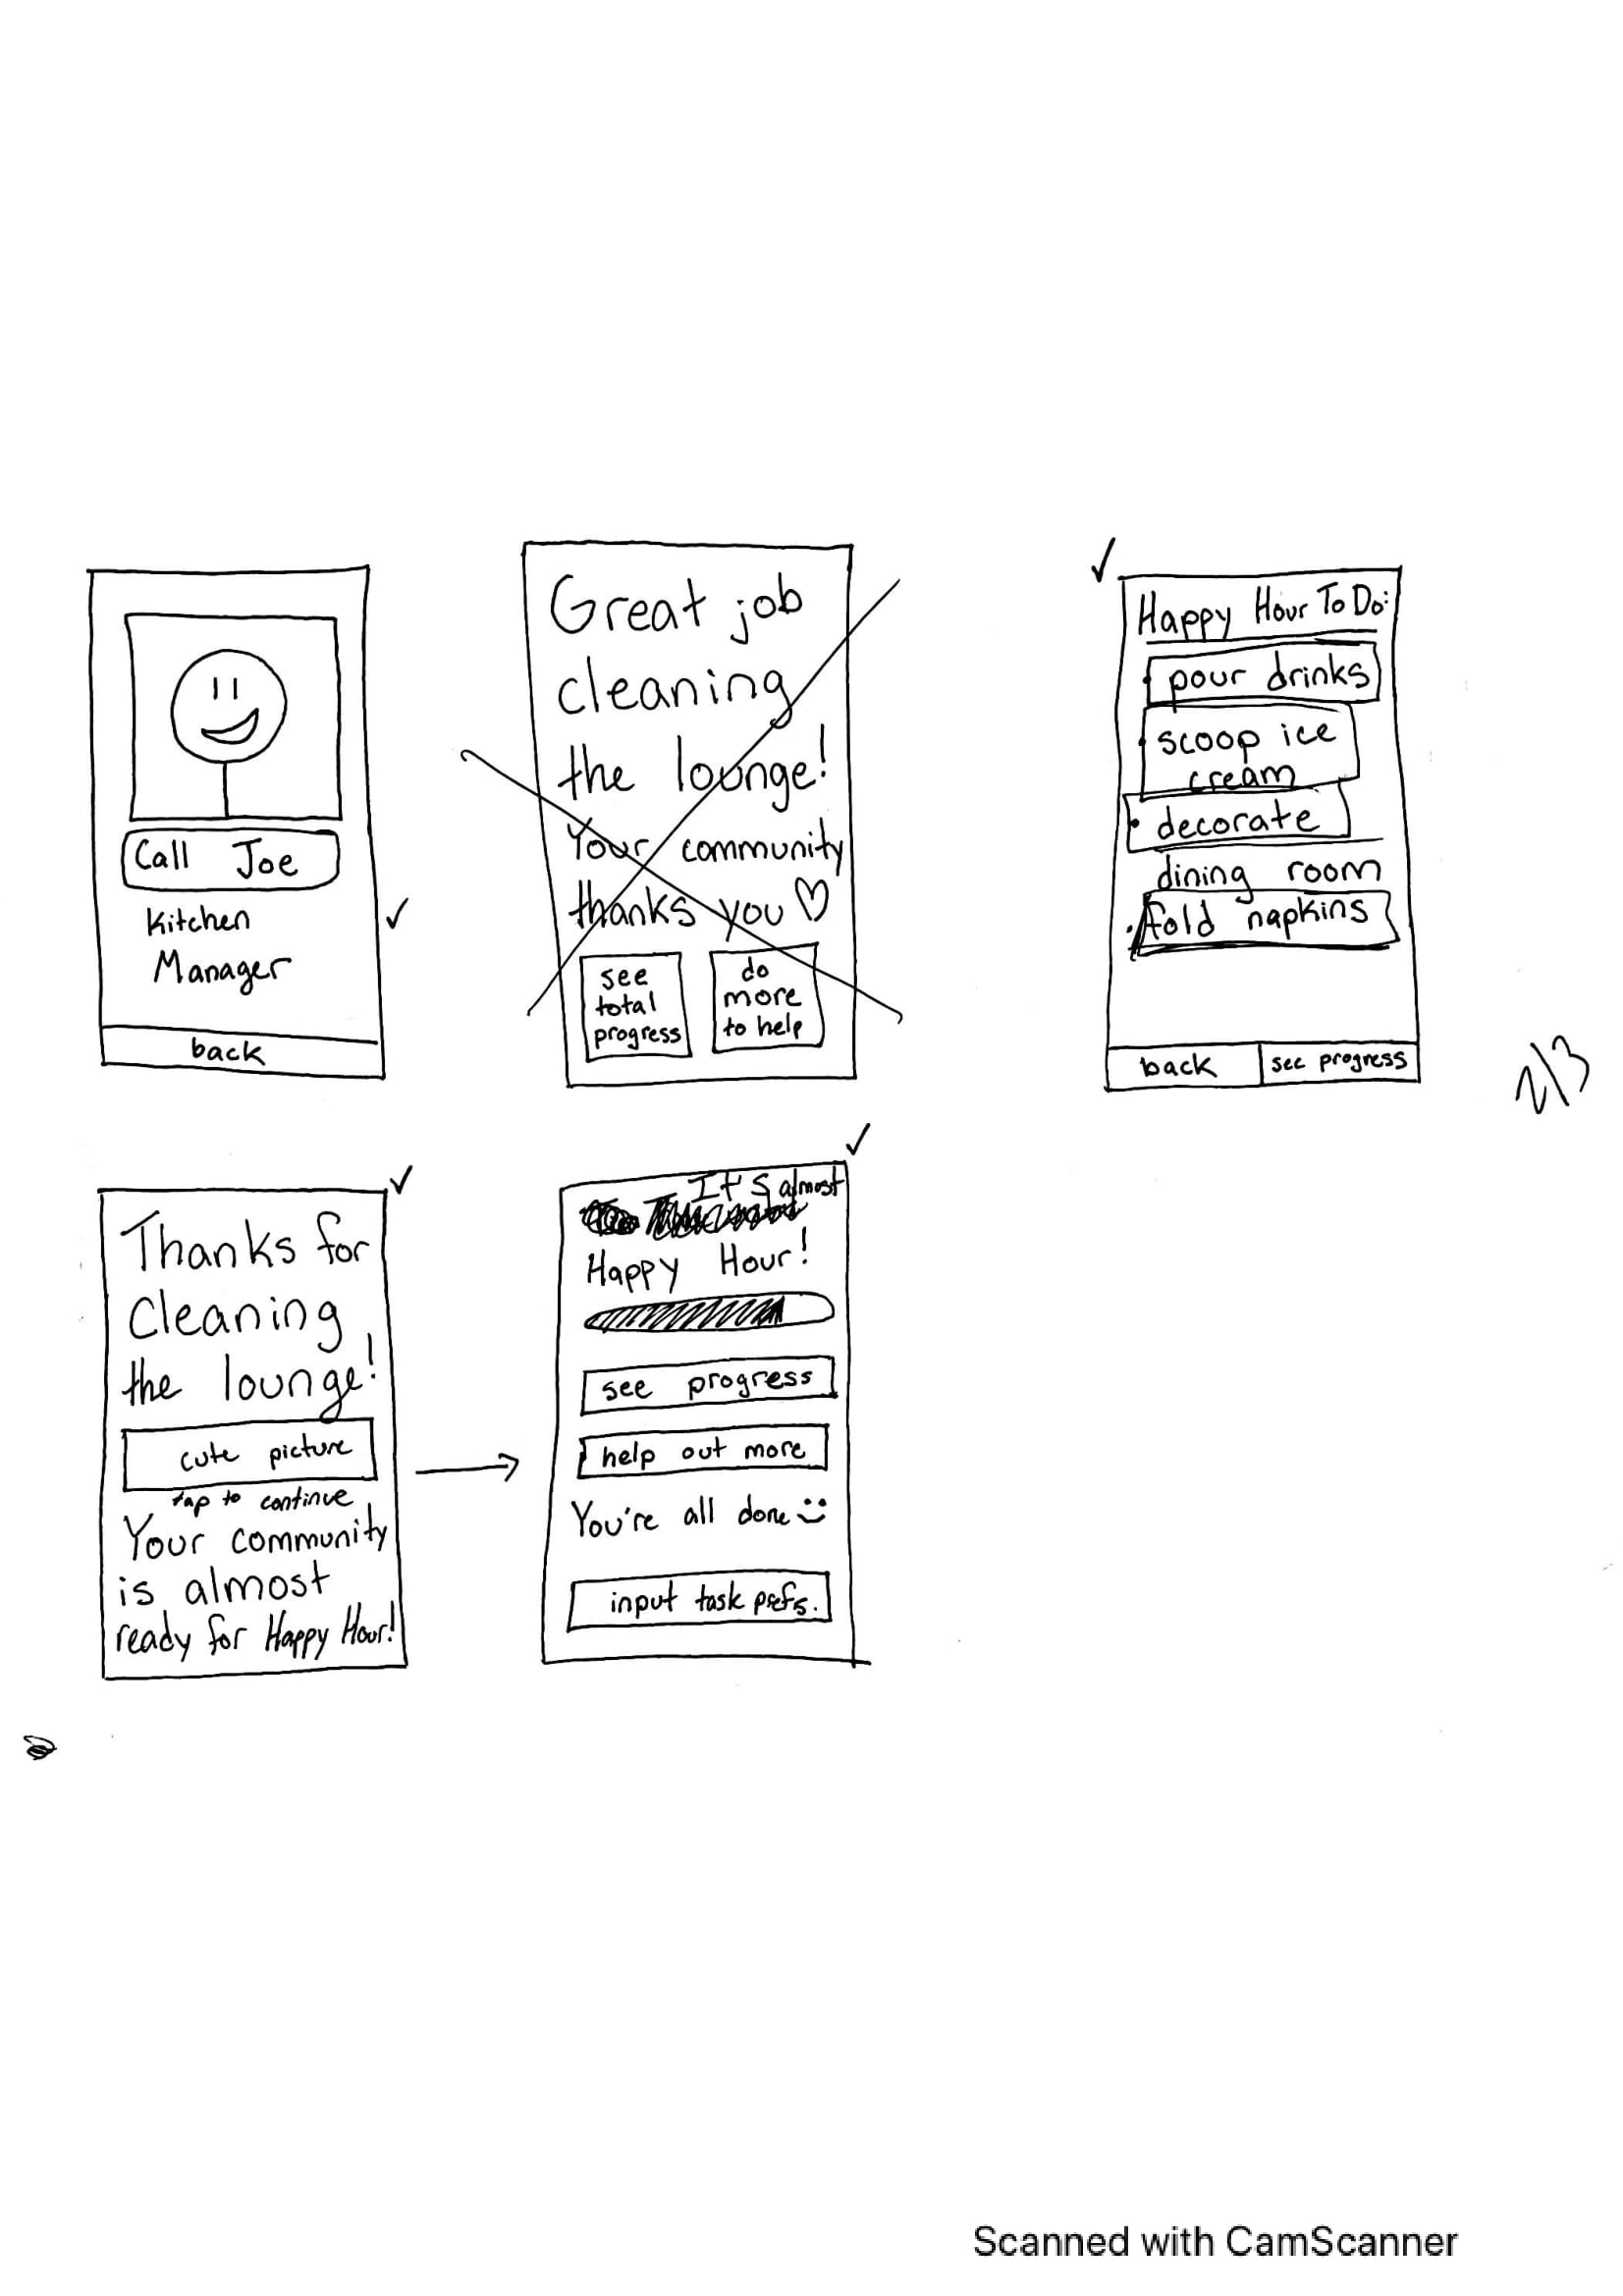 Call Joe
Kitchen
Manager
back
Great job
cleaning
the lounge!
Your community
thanks you
see
total
progress
do
more
to help
Happy Hour To Do:
pour drinks
scoop ice
cream
decorate
dining room
fold napkins
back
see progress
2/3
Thanks for
Cleaning
the lounge!
cute picture
tap to continue
Your community
is almost
ready for Happy Hour!
It's almost
Happy Hour!
see progress
help out more
You're all done
input task prefs.
Scanned with CamScanner